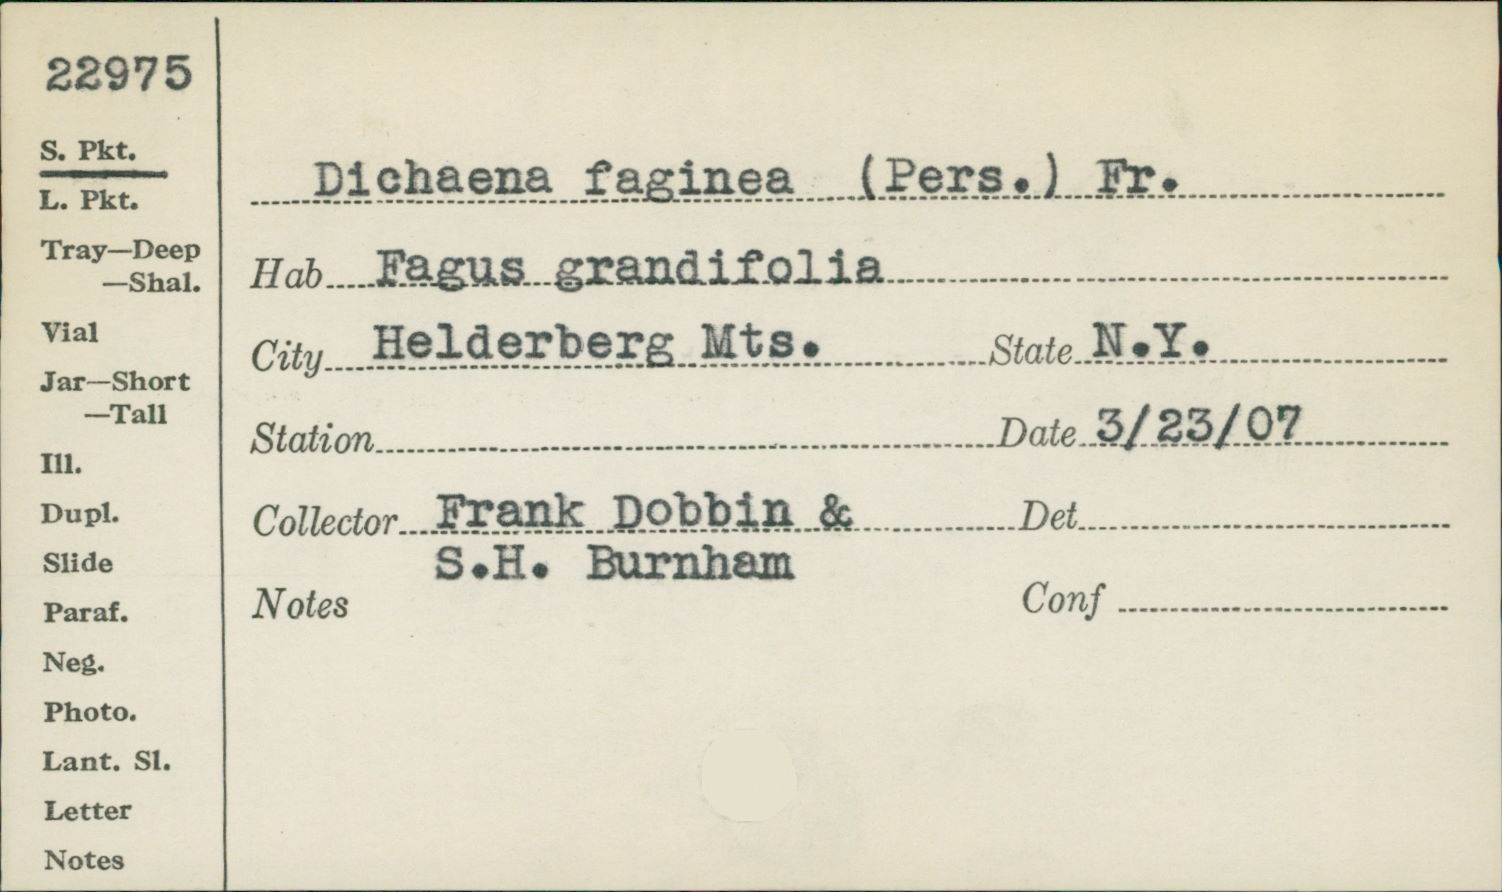 22975
S. Pkt.
L. Pkt.
Tray—Deep
—Shal.
Vial
Jar—Short
—Tall
Ill.
Dupl.
Slide
Paraf.
Neg.
Photo.
Lant. Sl.
Letter
Notes
Dichaena faginea (Pers.) Fr.
Hab Fagus grandifolia
City Helderberg Mts. State N.Y.
Station Date 3/23/07
Collector Frank Dobbin & Det
S.H. Burnham
Notes Conf